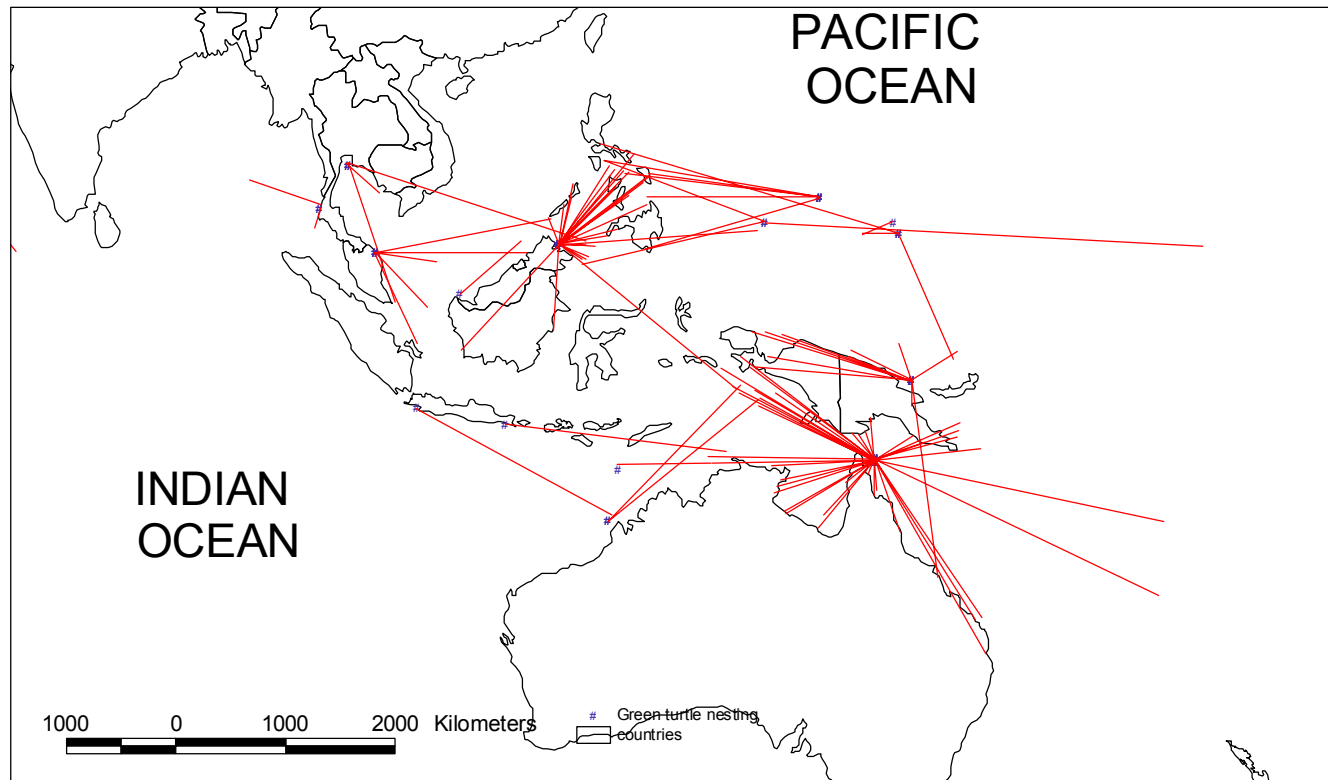 PACIFIC
OCEAN
INDIAN
OCEAN
1000 0 1000 2000 Kilometers
# Green turtle nesting
countries